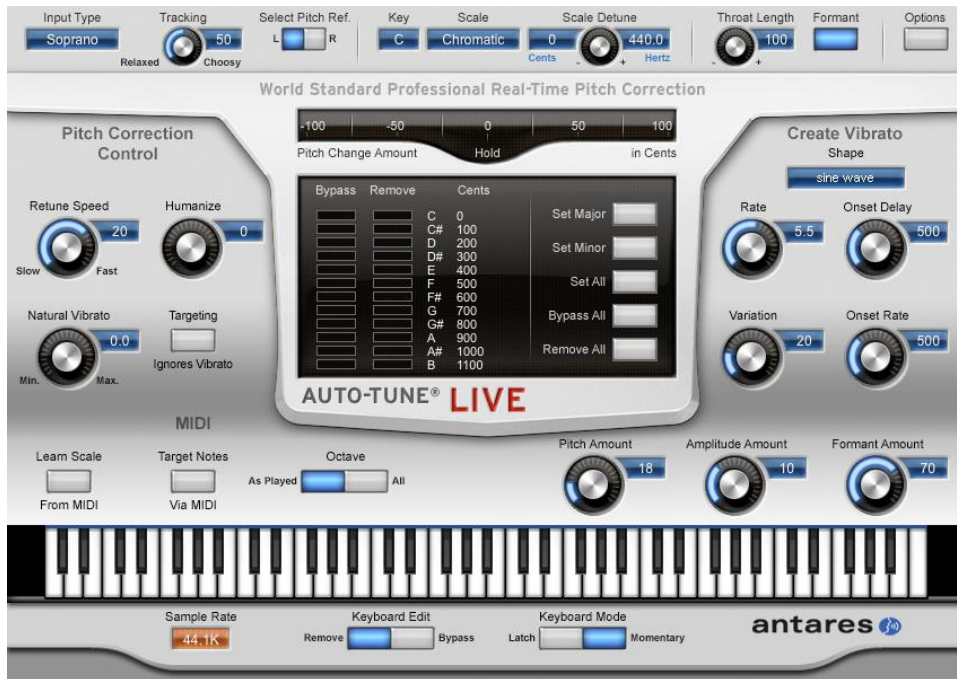 Input Type
Soprano
Tracking
50
Relaxed
Choosy
Select Pitch Ref.
L
R
Key
C
Scale
Chromatic
Scale Detune
0
440.0
Cents
- +
Hertz
Throat Length
100
- +
Formant
Options
World Standard Professional Real-Time Pitch Correction
Pitch Correction
Control
Retune Speed
20
Slow
Fast
Humanize
0
Natural Vibrato
0.0
Min.
Max.
Targeting
Ignores Vibrato
-100 -50 0 50 100
Pitch Change Amount
Hold
in Cents
Bypass Remove Cents
C 0
C# 100
D 200
D# 300
E 400
F 500
F# 600
G 700
G# 800
A 900
A# 1000
B 1100
Set Major
Set Minor
Set All
Bypass All
Remove All
AUTO-TUNE® LIVE
Create Vibrato
Shape
sine wave
Rate
5.5
Onset Delay
500
Variation
20
Onset Rate
500
MIDI
Learn Scale
From MIDI
Target Notes
Via MIDI
Octave
As Played
All
Pitch Amount
18
Amplitude Amount
10
Formant Amount
70
Sample Rate
44.1K
Keyboard Edit
Remove
Bypass
Keyboard Mode
Latch
Momentary
antares